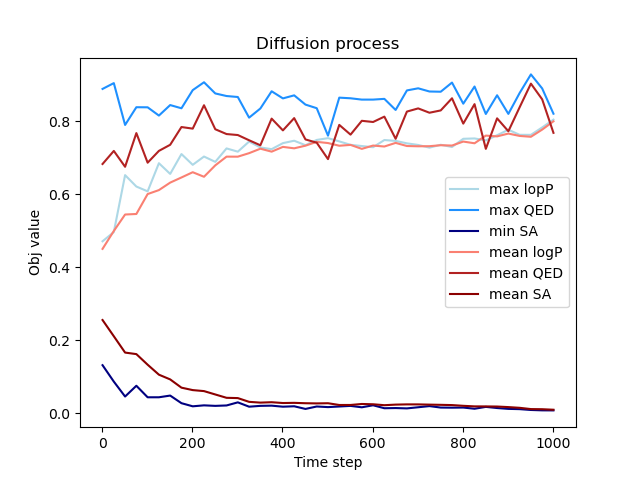 Diffusion process
Obj value
0.8
0.6
0.4
0.2
0.0
max lopP
max QED
min SA
mean logP
mean QED
mean SA
0 200 400 600 800 1000
Time step